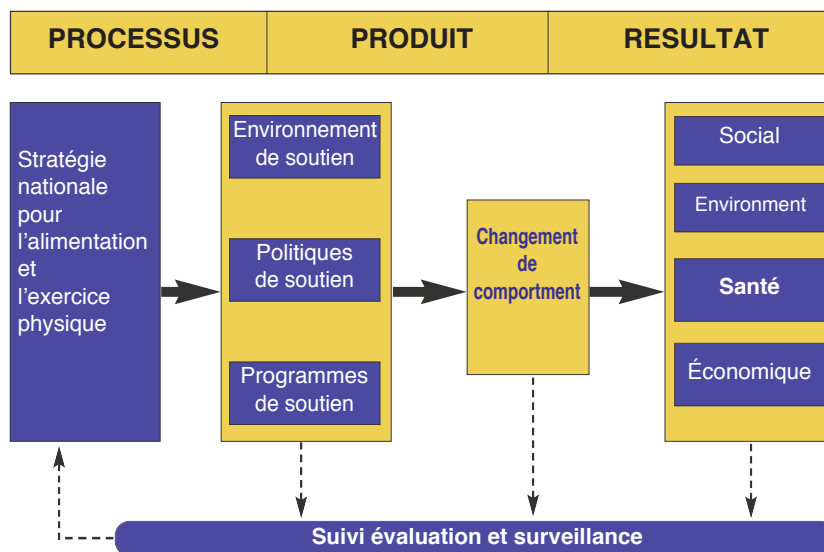 PROCESSUS
PRODUIT
RESULTAT
Stratégie
nationale
pour
l’alimentation
et
l’exercice
physique
Environnement
de soutien
Politiques
de soutien
Programmes
de soutien
Changement
de
comportment
Social
Environment
Santé
Économique
Suivi évaluation et surveillance